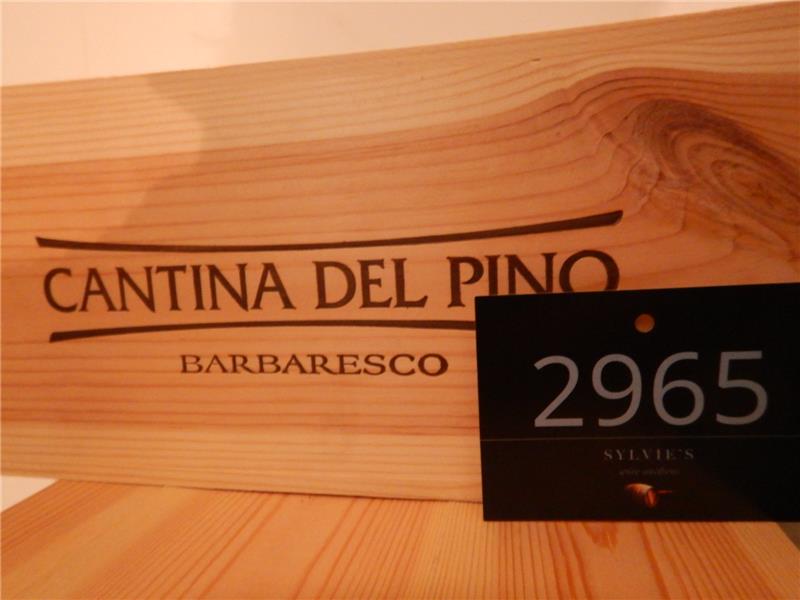 CANTINA DEL PINO
BARBARESCO
2965
SYLVIE'S
wine auctions